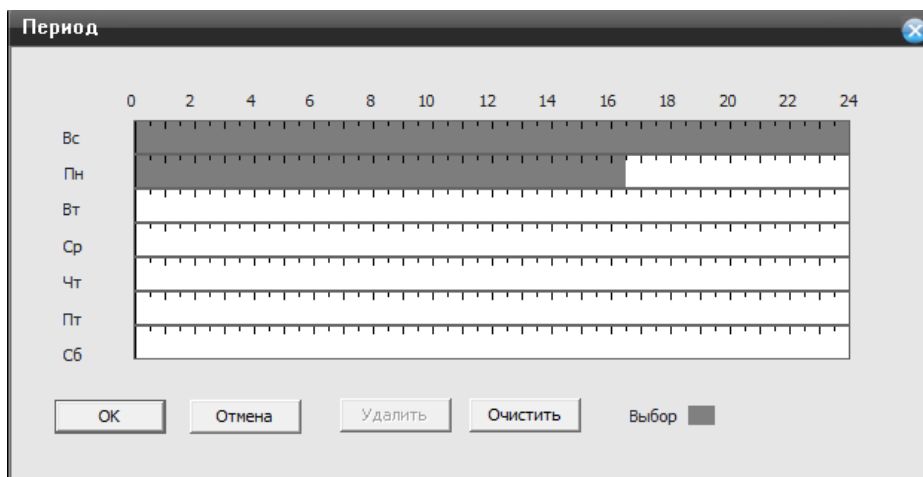 Период
0 2 4 6 8 10 12 14 16 18 20 22 24
Вс
Пн
Вт
Ср
Чт
Пт
Сб
OK Отмена Удалить Очистить Выбор